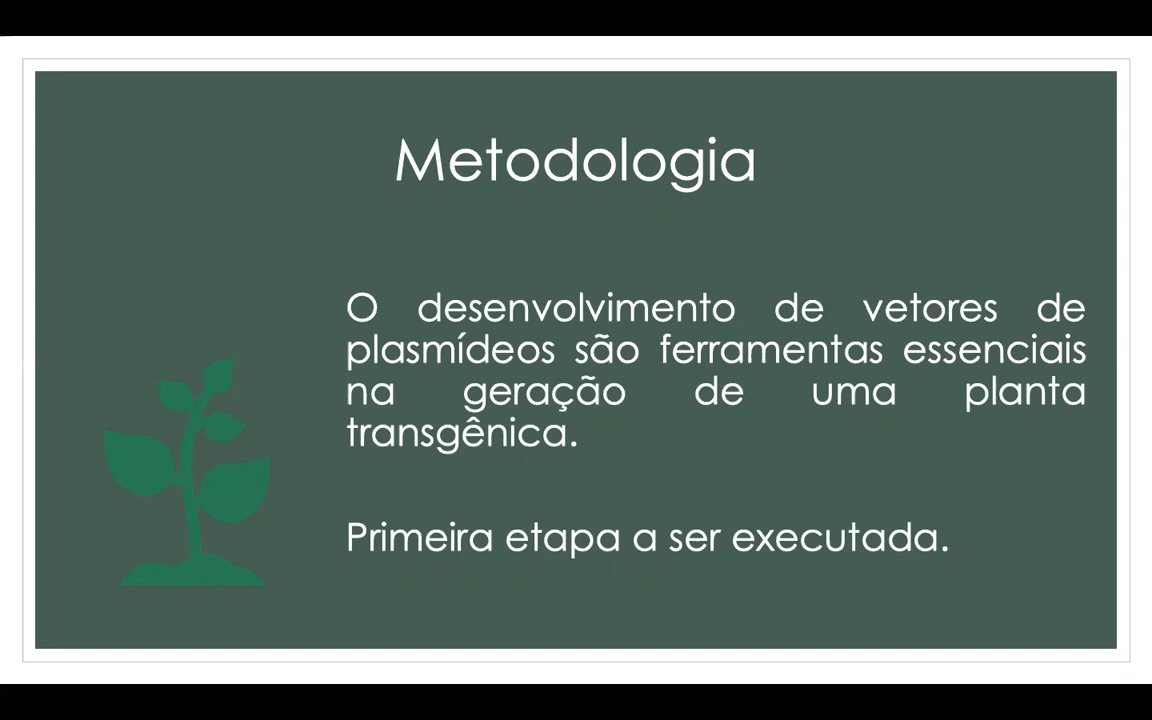 Metodologia
O desenvolvimento de vetores de
plasmídeos são ferramentas essenciais
na geração de uma planta
transgênica.
Primeira etapa a ser executada.